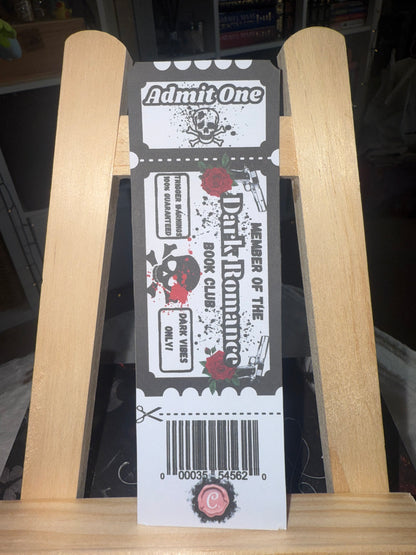 Admit One
TRIGGER WARNINGS
100% GUARANTEED
MEMBER OF THE
Dark Romance
BOOK CLUB
DARK VIBES
ONLY!
0 00035 54562 0
C